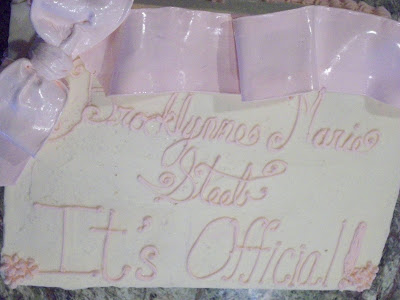 Brooklynne Marie
Steele
It's Official!